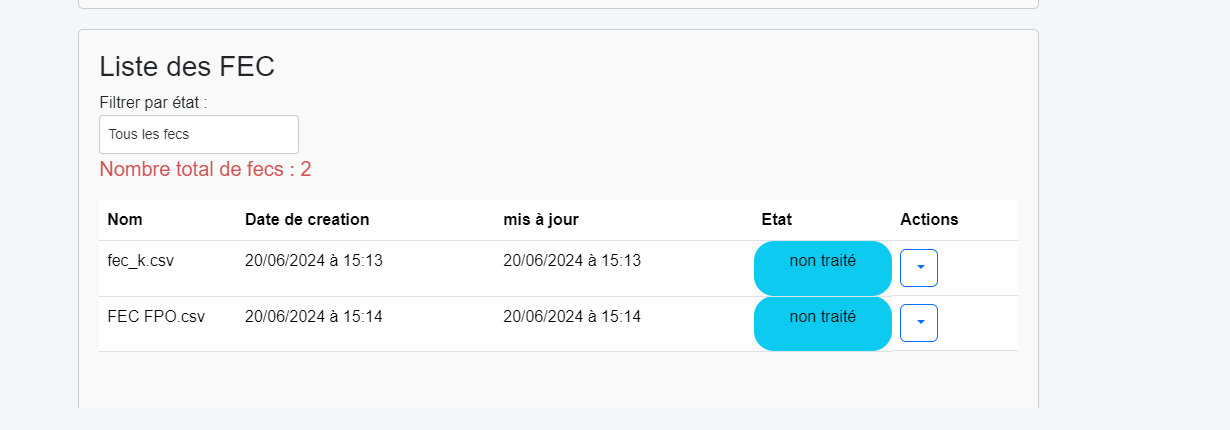 Liste des FEC
Filtrer par état :
Tous les fecs
Nombre total de fecs : 2
Nom Date de creation mis à jour Etat Actions
fec_k.csv 20/06/2024 à 15:13 20/06/2024 à 15:13 non traité
FEC FPO.csv 20/06/2024 à 15:14 20/06/2024 à 15:14 non traité